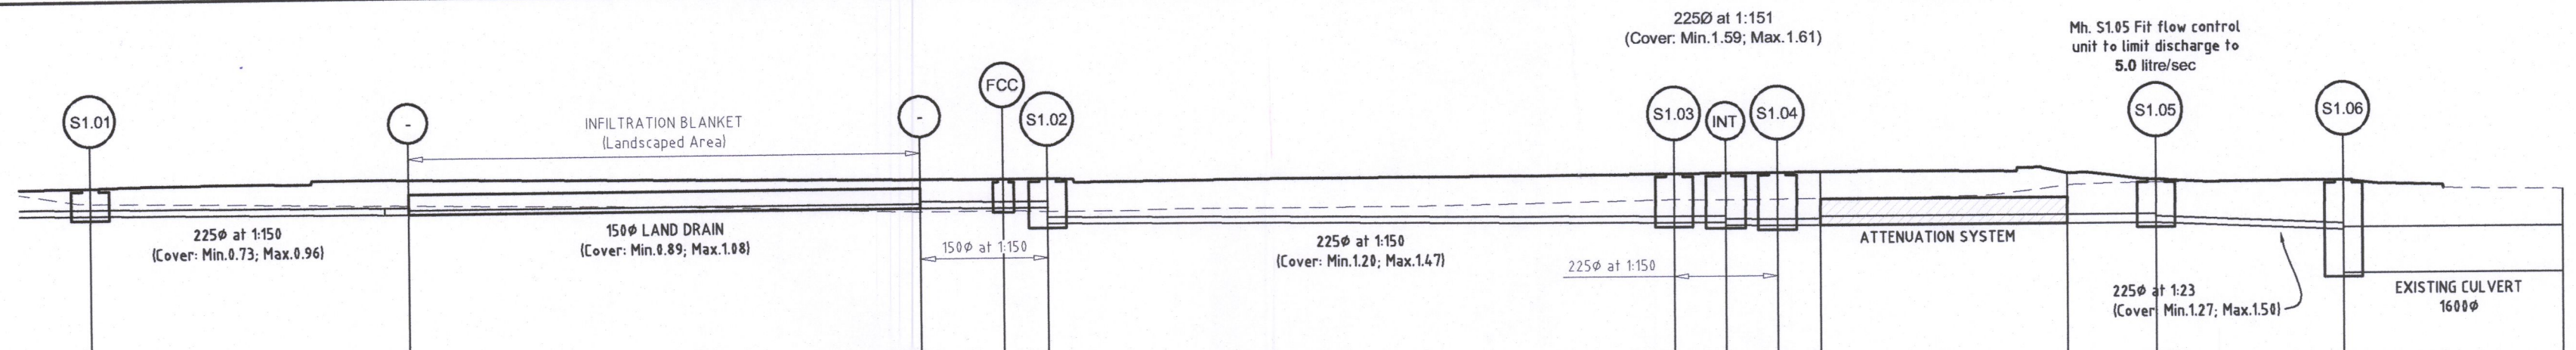 225Ø at 1:151
(Cover: Min.1.59; Max.1.61)
Mh. S1.05 Fit flow control
unit to limit discharge to
5.0 litre/sec
S1.01
-
INFILTRATION BLANKET
(Landscaped Area)
-
FCC
S1.02
S1.03
INT
S1.04
S1.05
S1.06
225ø at 1:150
(Cover: Min.0.73; Max.0.96)
150ø LAND DRAIN
(Cover: Min.0.89; Max.1.08)
150ø at 1:150
225ø at 1:150
(Cover: Min.1.20; Max.1.47)
225ø at 1:150
ATTENUATION SYSTEM
225ø at 1:23
(Cover: Min.1.27; Max.1.50)
EXISTING CULVERT
1600ø